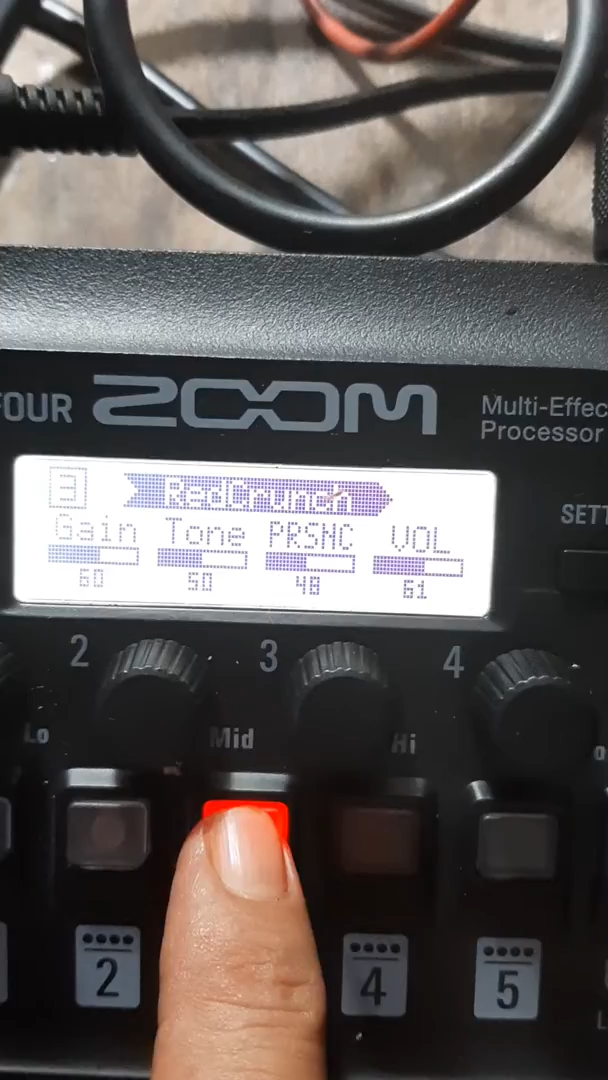 FOUR ZOOM Multi-Effec
Processor
3 RedCrunch
SETT
Gain Tone PRSNC VOL
60 50 48 61
2 3 4
Lo Mid Hi
2 4 5